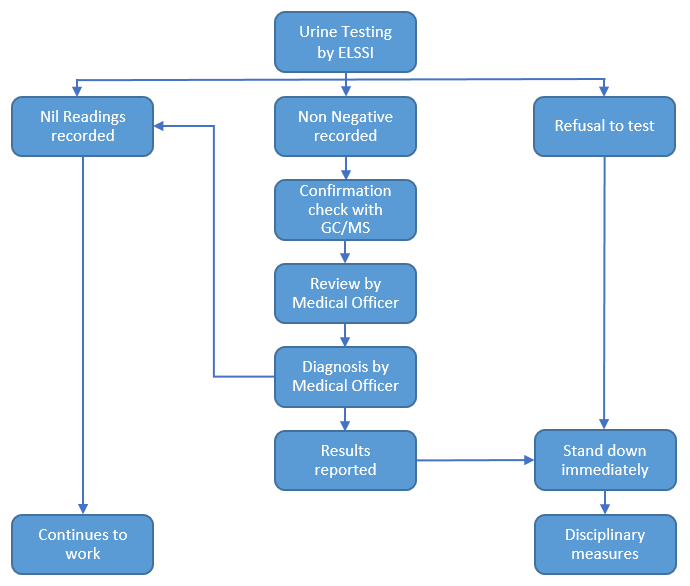 Urine Testing
by ELSSI
Nil Readings
recorded
Non Negative
recorded
Refusal to test
Confirmation
check with
GC/MS
Review by
Medical Officer
Diagnosis by
Medical Officer
Results
reported
Stand down
immediately
Continues to
work
Disciplinary
measures